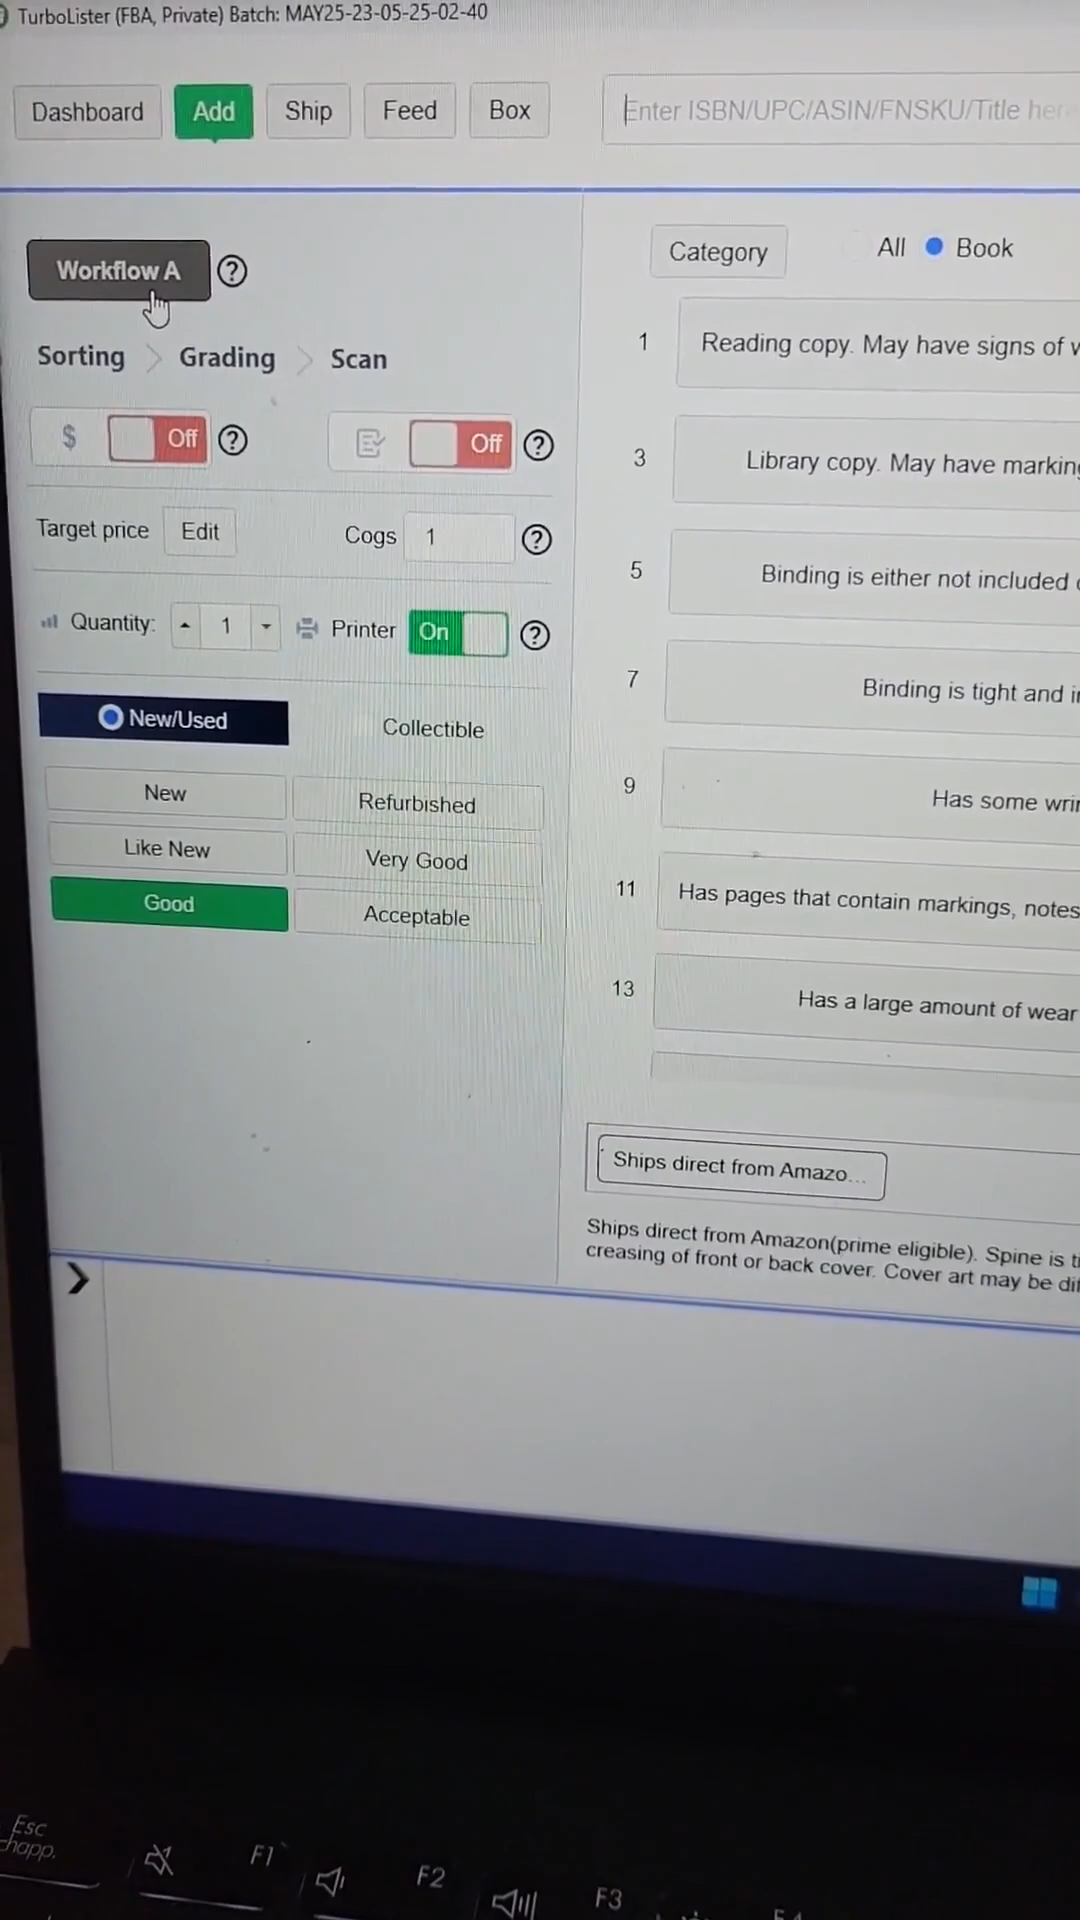 TurboLister (FBA, Private) Batch: MAY25-23-05-25-02-40
Dashboard Add Ship Feed Box Enter ISBN/UPC/ASIN/FNSKU/Title her
Workflow A ?
Category All Book
Sorting Grading Scan
$ Off ? Off ?
Target price Edit Cogs 1 ?
Quantity: 1 Printer On ?
New/Used Collectible
New Refurbished
Like New Very Good
Good Acceptable
1 Reading copy. May have signs of
3 Library copy. May have marking
5 Binding is either not included
7 Binding is tight and
9 Has some
11 Has pages that contain markings, notes
13 Has a large amount of wear
Ships direct from Amazo...
Ships direct from Amazon(prime eligible). Spine is
creasing of front or back cover. Cover art may be
Esc
F1 F2 F3